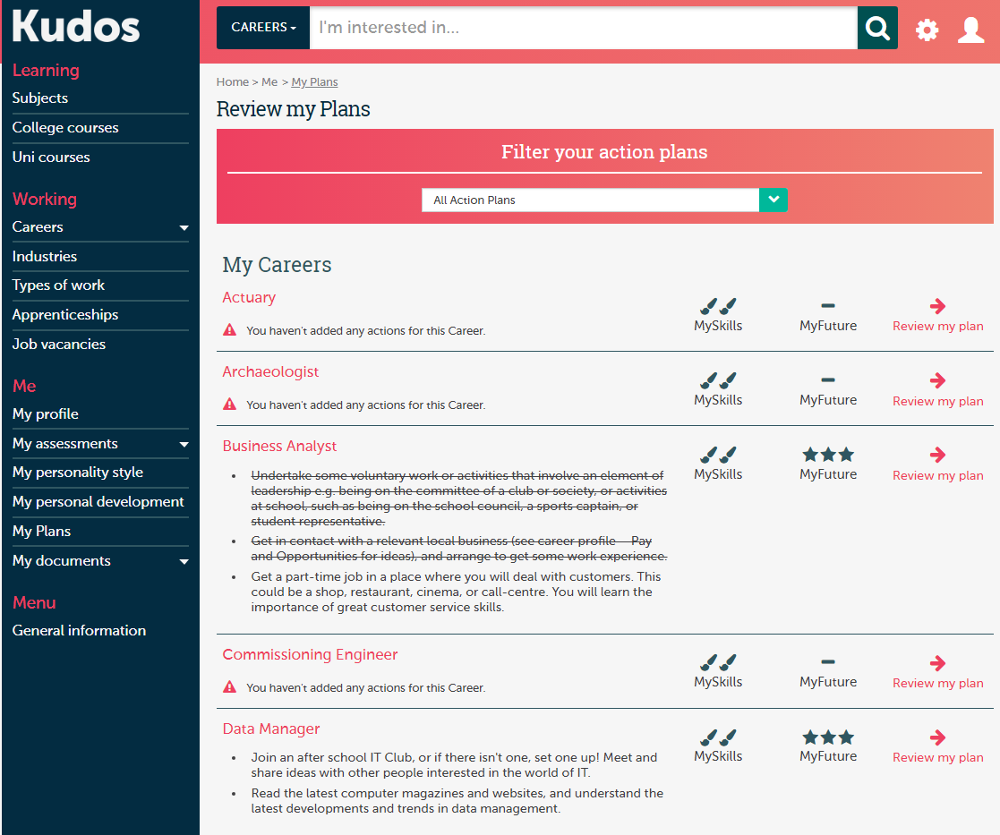 Kudos
Learning
Subjects
College courses
Uni courses
Working
Careers
Industries
Types of work
Apprenticeships
Job vacancies
Me
My profile
My assessments
My personality style
My personal development
My Plans
My documents
Menu
General information
CAREERS
I'm interested in...
Home > Me > My Plans
Review my Plans
Filter your action plans
All Action Plans
My Careers
Actuary
You haven't added any actions for this Career.
MySkills
MyFuture
Review my plan
Archaeologist
You haven't added any actions for this Career.
MySkills
MyFuture
Review my plan
Business Analyst
Undertake some voluntary work or activities that involve an element of
leadership e.g. being on the committee of a club or society, or activities
at school, such as being on the school council, a sports captain, or
student representative.
Get in contact with a relevant local business (see career profile – Pay
and Opportunities for ideas), and arrange to get some work experience.
Get a part-time job in a place where you will deal with customers. This
could be a shop, restaurant, cinema, or call-centre. You will learn the
importance of great customer service skills.
MySkills
MyFuture
Review my plan
Commissioning Engineer
You haven't added any actions for this Career.
MySkills
MyFuture
Review my plan
Data Manager
Join an after school IT Club, or if there isn't one, set one up! Meet and
share ideas with other people interested in the world of IT.
Read the latest computer magazines and websites, and understand the
latest developments and trends in data management.
MySkills
MyFuture
Review my plan